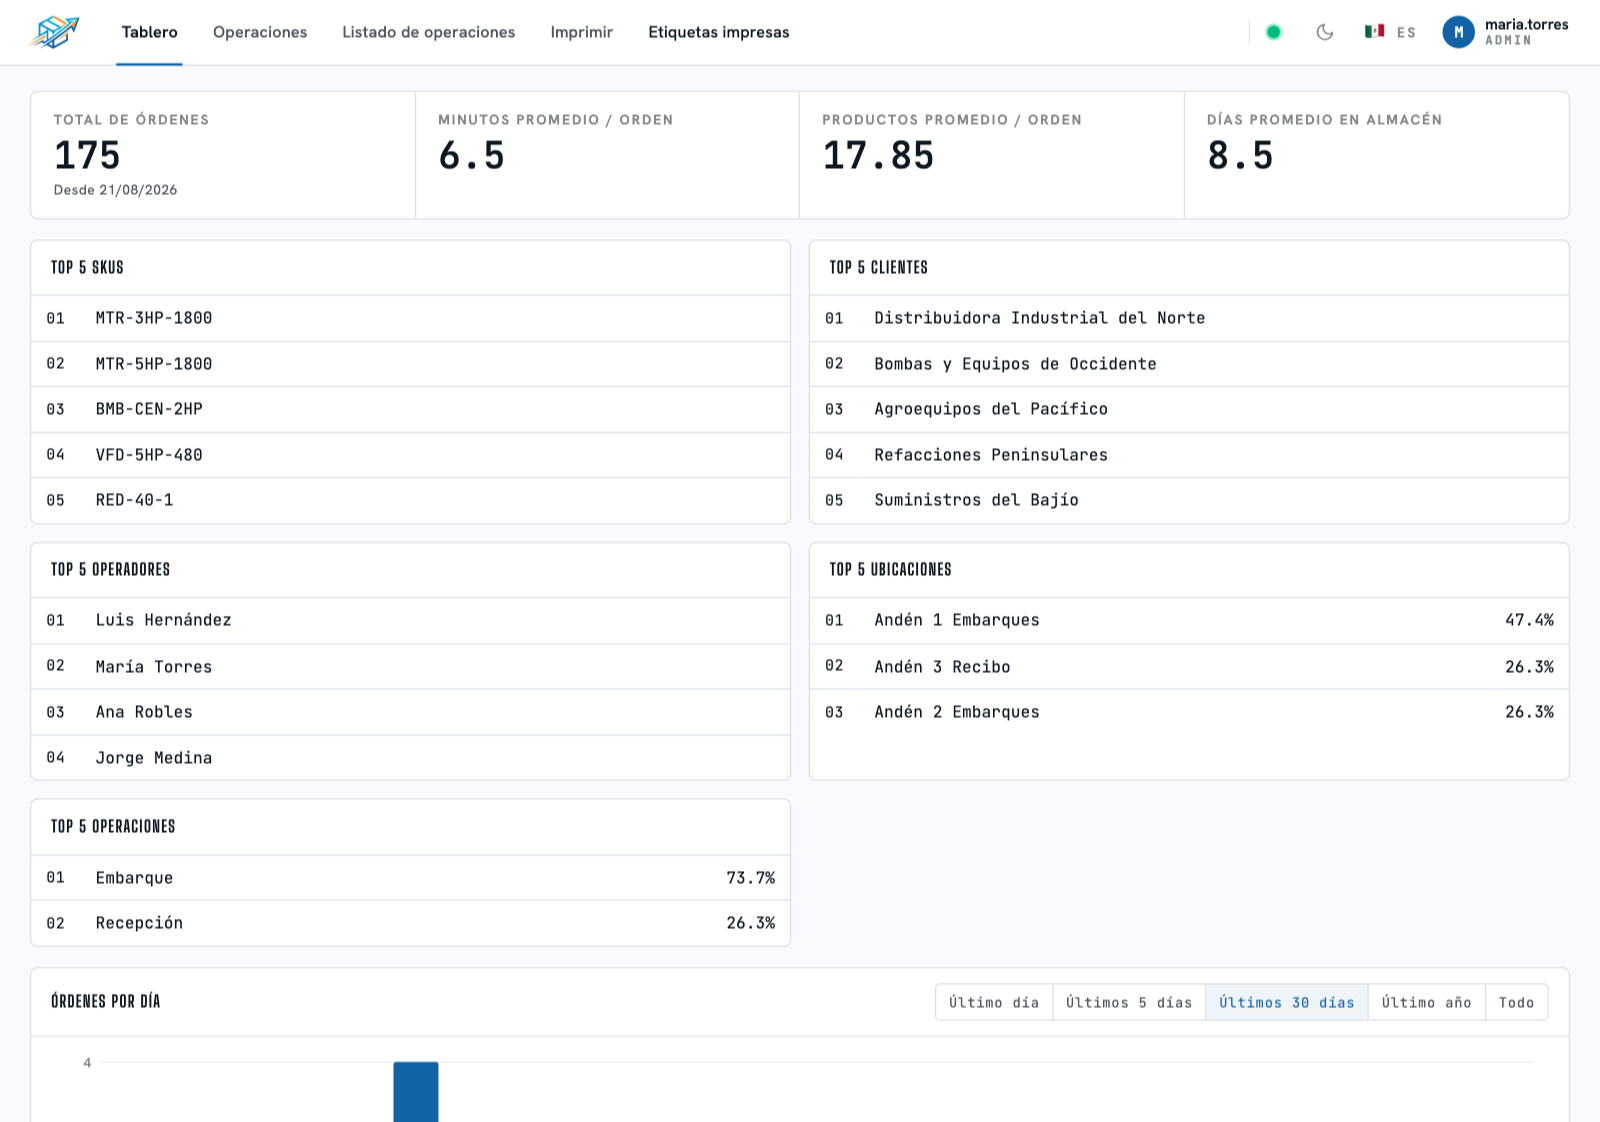 Tablero Operaciones Listado de operaciones Imprimir Etiquetas impresas ES M maria.torres
ADMIN
TOTAL DE ÓRDENES
175
Desde 21/08/2026
MINUTOS PROMEDIO / ORDEN
6.5
PRODUCTOS PROMEDIO / ORDEN
17.85
DÍAS PROMEDIO EN ALMACÉN
8.5
TOP 5 SKUS
01 MTR-3HP-1800
02 MTR-5HP-1800
03 BMB-CEN-2HP
04 VFD-5HP-480
05 RED-40-1
TOP 5 CLIENTES
01 Distribuidora Industrial del Norte
02 Bombas y Equipos de Occidente
03 Agroequipos del Pacífico
04 Refacciones Peninsulares
05 Suministros del Bajío
TOP 5 OPERADORES
01 Luis Hernández
02 María Torres
03 Ana Robles
04 Jorge Medina
TOP 5 UBICACIONES
01 Andén 1 Embarques 47.4%
02 Andén 3 Recibo 26.3%
03 Andén 2 Embarques 26.3%
TOP 5 OPERACIONES
01 Embarque 73.7%
02 Recepción 26.3%
ÓRDENES POR DÍA
Último día Últimos 5 días Últimos 30 días Último año Todo
4